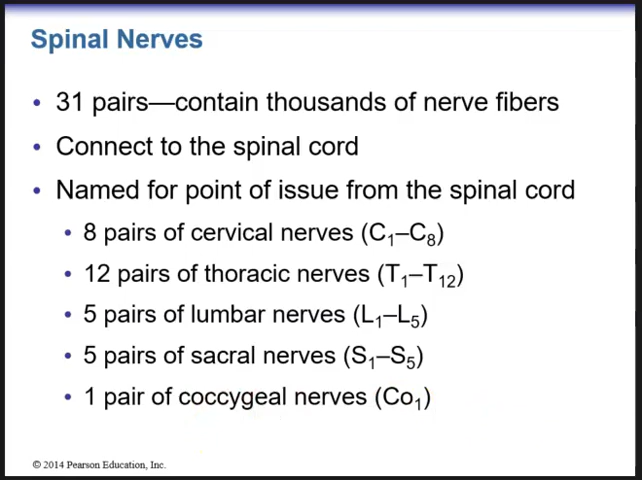 Spinal Nerves
• 31 pairs—contain thousands of nerve fibers
• Connect to the spinal cord
• Named for point of issue from the spinal cord
• 8 pairs of cervical nerves (C₁–C₈)
• 12 pairs of thoracic nerves (T₁–T₁₂)
• 5 pairs of lumbar nerves (L₁–L₅)
• 5 pairs of sacral nerves (S₁–S₅)
• 1 pair of coccygeal nerves (Co₁)
© 2014 Pearson Education, Inc.